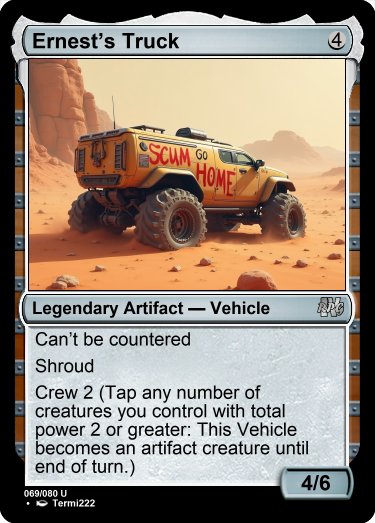 Ernest's Truck
4
SCUM GO
HOME
Legendary Artifact — Vehicle
Can't be countered
Shroud
Crew 2 (Tap any number of
creatures you control with total
power 2 or greater: This Vehicle
becomes an artifact creature until
end of turn.)
4/6
069/080 U
• Termi222